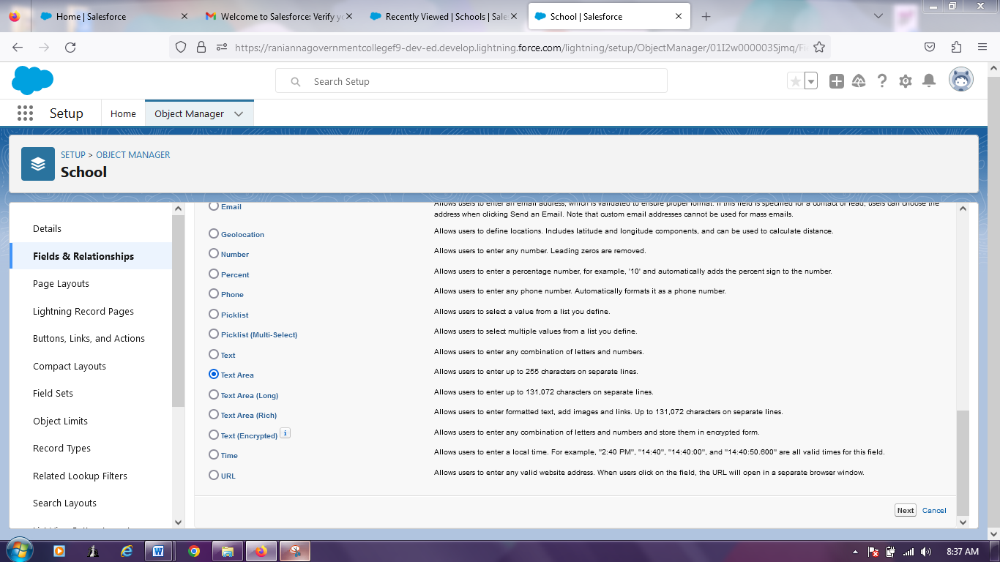 Home | Salesforce
Welcome to Salesforce: Verify yo
Recently Viewed | Schools | Sale
School | Salesforce
https://raniannagovernmentcollegef9-dev-ed.develop.lightning.force.com/lightning/setup/ObjectManager/01I2w000003Sjmq/Fi
Search Setup
Setup
Home
Object Manager
SETUP > OBJECT MANAGER
School
Details
Fields & Relationships
Page Layouts
Lightning Record Pages
Buttons, Links, and Actions
Compact Layouts
Field Sets
Object Limits
Record Types
Related Lookup Filters
Search Layouts
Email Allows users to enter an email address, which is validated to ensure proper format. If this field is specified for a contact or lead, users can choose the
address when clicking Send an Email. Note that custom email addresses cannot be used for mass emails.
Geolocation Allows users to define locations. Includes latitude and longitude components, and can be used to calculate distance.
Number Allows users to enter any number. Leading zeros are removed.
Percent Allows users to enter a percentage number, for example, '10' and automatically adds the percent sign to the number.
Phone Allows users to enter any phone number. Automatically formats it as a phone number.
Picklist Allows users to select a value from a list you define.
Picklist (Multi-Select) Allows users to select multiple values from a list you define.
Text Allows users to enter any combination of letters and numbers.
Text Area Allows users to enter up to 255 characters on separate lines.
Text Area (Long) Allows users to enter up to 131,072 characters on separate lines.
Text Area (Rich) Allows users to enter formatted text, add images and links. Up to 131,072 characters on separate lines.
Text (Encrypted) i Allows users to enter any combination of letters and numbers and store them in encrypted form.
Time Allows users to enter a local time. For example, "2:40 PM", "14:40", "14:40:00", and "14:40:50.600" are all valid times for this field.
URL Allows users to enter any valid website address. When users click on the field, the URL will open in a separate browser window.
Next Cancel
8:37 AM